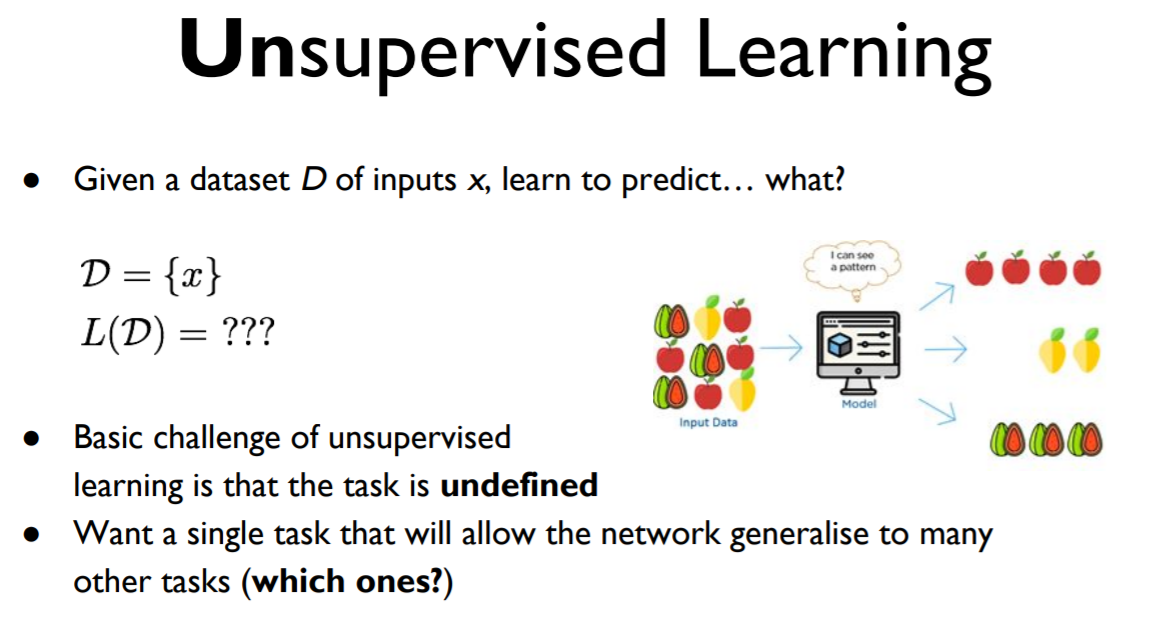 Unsupervised Learning
● Given a dataset D of inputs x, learn to predict… what?
𝒟 = {x}
L(𝒟) = ???
I can see
a pattern
Input Data
Model
● Basic challenge of unsupervised
learning is that the task is undefined
● Want a single task that will allow the network generalise to many
other tasks (which ones?)